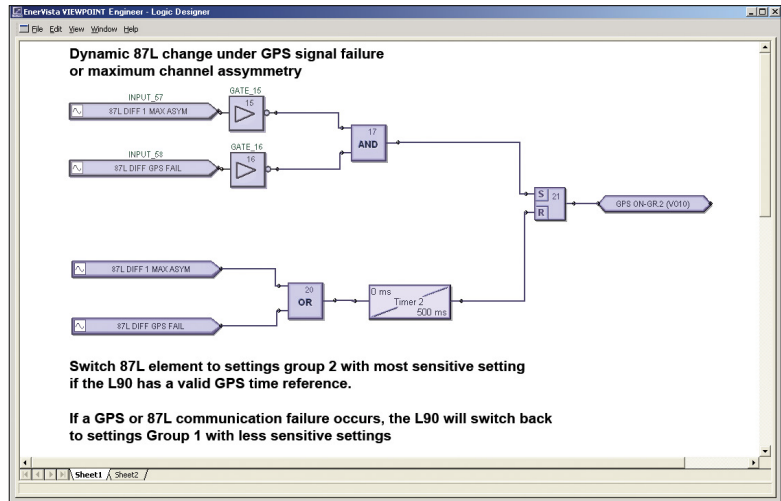 EnerVista VIEWPOINT Engineer - Logic Designer
File Edit View Window Help
Dynamic 87L change under GPS signal failure
or maximum channel assymmetry
INPUT_57
87L DIFF 1 MAX ASYM
GATE_15
15
17
AND
INPUT_58
87L DIFF GPS FAIL
GATE_16
16
S
21
R
GPS ON-GR.2 (VO10)
87L DIFF 1 MAX ASYM
87L DIFF GPS FAIL
20
OR
0 ms
Timer 2
500 ms
Switch 87L element to settings group 2 with most sensitive setting
if the L90 has a valid GPS time reference.
If a GPS or 87L communication failure occurs, the L90 will switch back
to settings Group 1 with less sensitive settings
Sheet1 Sheet2